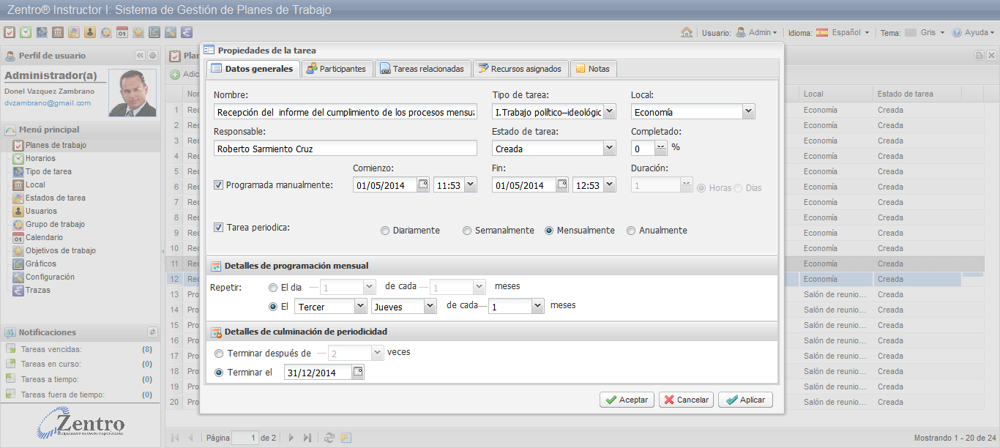 Zentro® Instructor I: Sistema de Gestión de Planes de Trabajo
Usuario: Admin Idioma: Español Tema: Gris Ayuda
Perfil de usuario
Administrador(a)
Donel Vazquez Zambrano
dvzambrano@gmail.com
Menú principal
Planes de trabajo
Horarios
Tipo de tarea
Local
Estados de tarea
Usuarios
Grupo de trabajo
Calendario
Objetivos de trabajo
Gráficos
Configuración
Trazas
Notificaciones
Tareas vencidas: (8)
Tareas en curso: (0)
Tareas a tiempo: (0)
Tareas fuera de tiempo: (0)
Zentro
Propiedades de la tarea
Datos generales Participantes Tareas relacionadas Recursos asignados Notas
Nombre: Tipo de tarea: Local:
Recepción del informe del cumplimiento de los procesos mensu I.Trabajo político–ideológic Economía
Responsable: Estado de tarea: Completado:
Roberto Sarmiento Cruz Creada 0 %
Comienzo: Fin: Duración:
Programada manualmente: 01/05/2014 11:53 01/05/2014 12:53 1 Horas Dias
Tarea periodica: Diariamente Semanalmente Mensualmente Anualmente
Detalles de programación mensual
Repetir: El dia 1 de cada 1 meses
El Tercer Jueves de cada 1 meses
Detalles de culminación de periodicidad
Terminar después de 2 veces
Terminar el 31/12/2014
Aceptar Cancelar Aplicar
Plan
Adic
Nor Local Estado de tarea
1 Rec Economía Creada
2 Rec Economía Creada
3 Rec Economía Creada
4 Rec Economía Creada
5 Rec Economía Creada
6 Rec Economía Creada
7 Rec Economía Creada
8 Rec Economía Creada
9 Rec Economía Creada
10 Rec Economía Creada
11 Rec Economía Creada
12 Rec Economía Creada
13 Pro Salón de reunio... Creada
14 Pro Salón de reunio... Creada
15 Pro Salón de reunio... Creada
16 Pro Salón de reunio... Creada
17 Pro Salón de reunio... Creada
18 Pro Salón de reunio... Creada
19 Pro Salón de reunio... Creada
20 Pro Salón de reunio... Creada
Página 1 de 2 Mostrando 1 - 20 de 24